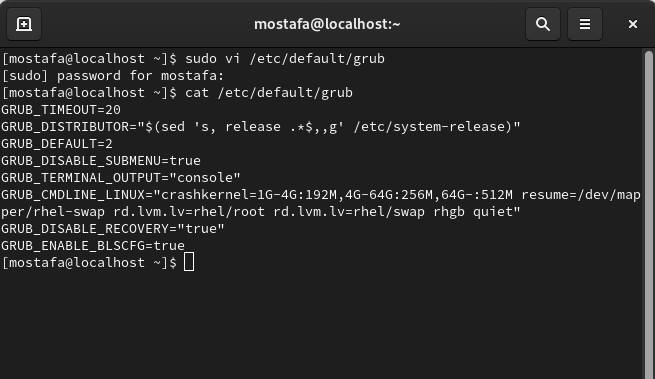 mostafa@localhost:~
[mostafa@localhost ~]$ sudo vi /etc/default/grub
[sudo] password for mostafa:
[mostafa@localhost ~]$ cat /etc/default/grub
GRUB_TIMEOUT=20
GRUB_DISTRIBUTOR="$(sed 's, release .*$,,g' /etc/system-release)"
GRUB_DEFAULT=2
GRUB_DISABLE_SUBMENU=true
GRUB_TERMINAL_OUTPUT="console"
GRUB_CMDLINE_LINUX="crashkernel=1G-4G:192M,4G-64G:256M,64G-:512M resume=/dev/map
per/rhel-swap rd.lvm.lv=rhel/root rd.lvm.lv=rhel/swap rhgb quiet"
GRUB_DISABLE_RECOVERY="true"
GRUB_ENABLE_BLSCFG=true
[mostafa@localhost ~]$